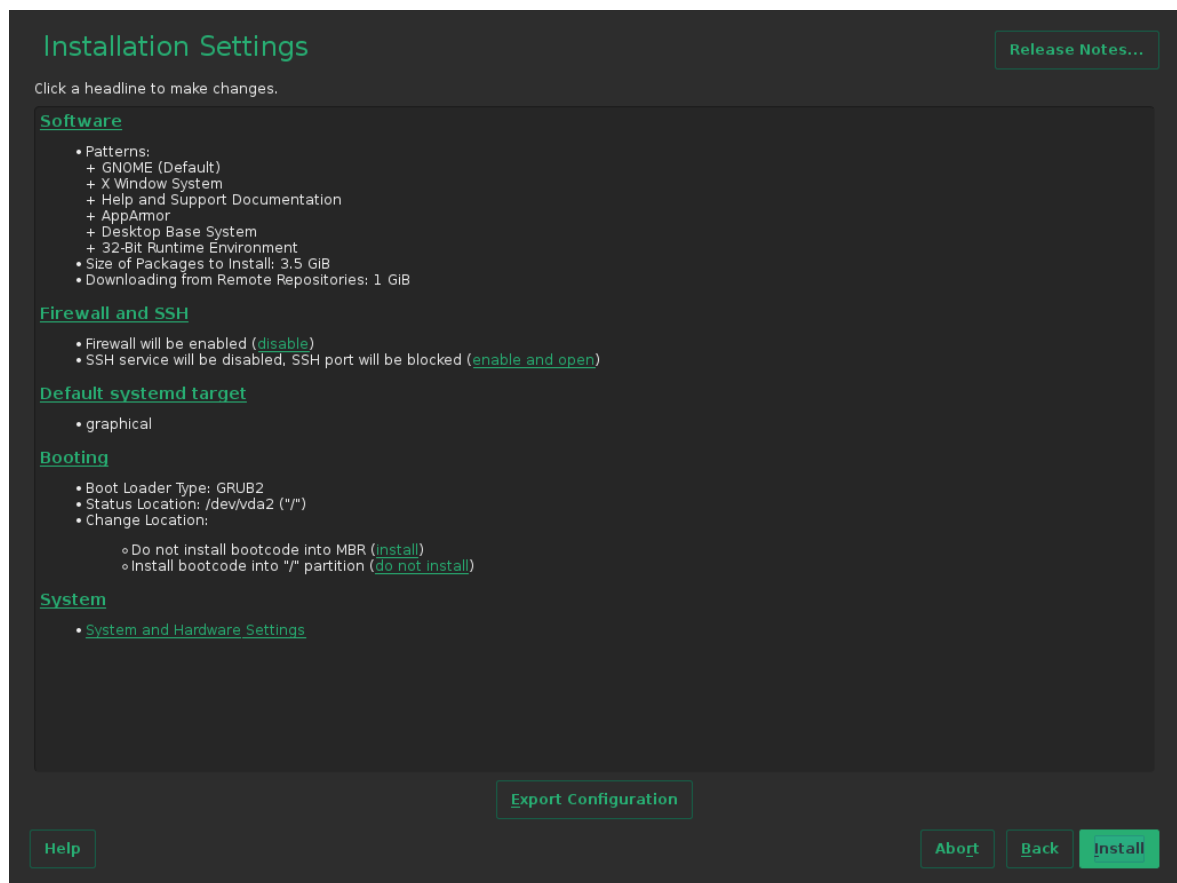 Installation Settings
Release Notes...
Click a headline to make changes.
Software
• Patterns:
+ GNOME (Default)
+ X Window System
+ Help and Support Documentation
+ AppArmor
+ Desktop Base System
+ 32-Bit Runtime Environment
• Size of Packages to Install: 3.5 GiB
• Downloading from Remote Repositories: 1 GiB
Firewall and SSH
• Firewall will be enabled (disable)
• SSH service will be disabled, SSH port will be blocked (enable and open)
Default systemd target
• graphical
Booting
• Boot Loader Type: GRUB2
• Status Location: /dev/vda2 ("/")
• Change Location:
◦ Do not install bootcode into MBR (install)
◦ Install bootcode into "/" partition (do not install)
System
• System and Hardware Settings
Export Configuration
Help
Abort
Back
Install